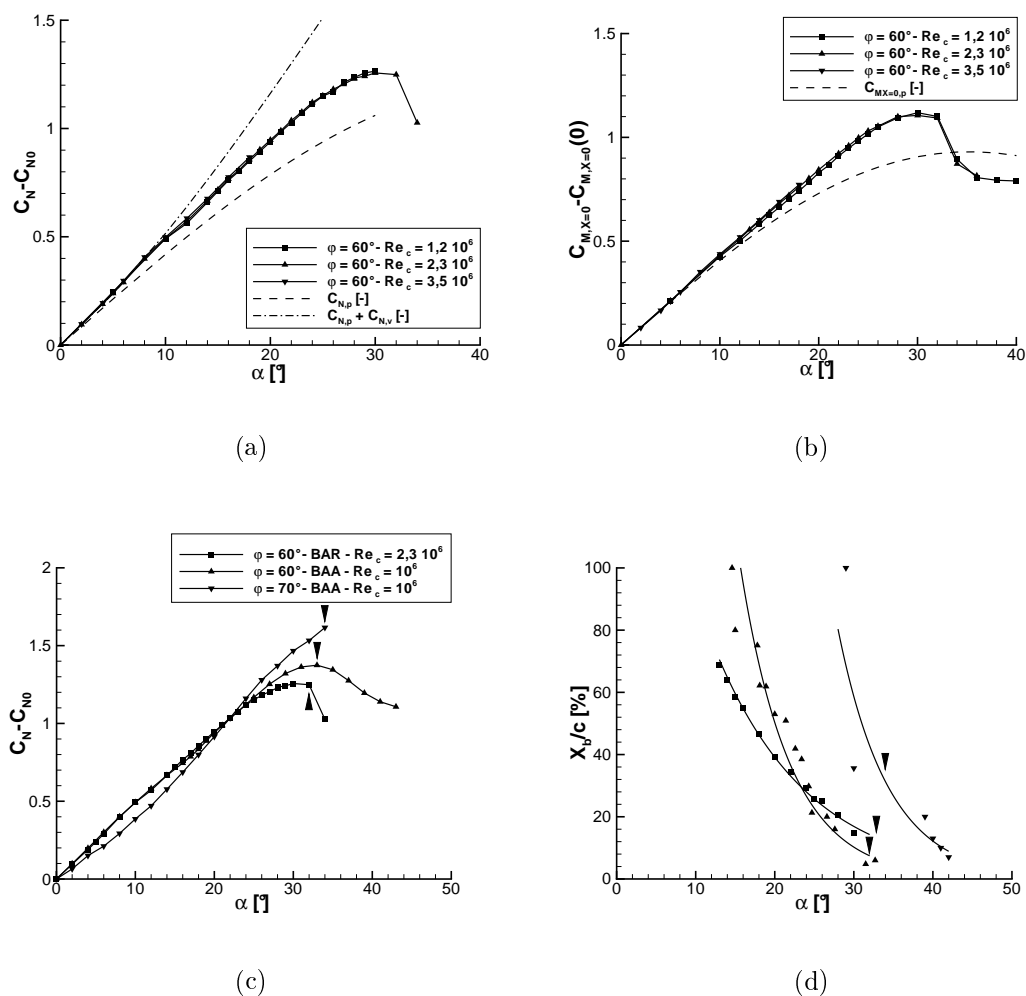 1.5
1
0.5
0
0 10 20 30 40
C_N-C_N0
α [°]
φ = 60° - Re_c = 1,2 10^6
φ = 60° - Re_c = 2,3 10^6
φ = 60° - Re_c = 3,5 10^6
C_N,p [-]
C_N,p + C_N,v [-]
(a)
φ = 60° - Re_c = 1,2 10^6
φ = 60° - Re_c = 2,3 10^6
φ = 60° - Re_c = 3,5 10^6
C_MX=0,p [-]
1.5
1
0.5
0
0 10 20 30 40
C_M,X=0-C_M,X=0(0)
α [°]
(b)
φ = 60° - BAR - Re_c = 2,3 10^6
φ = 60° - BAA - Re_c = 10^6
φ = 70° - BAA - Re_c = 10^6
2
1.5
1
0.5
0
0 10 20 30 40 50
C_N-C_N0
α [°]
(c)
100
80
60
40
20
0
0 10 20 30 40 50
X_b/c [%]
α [°]
(d)